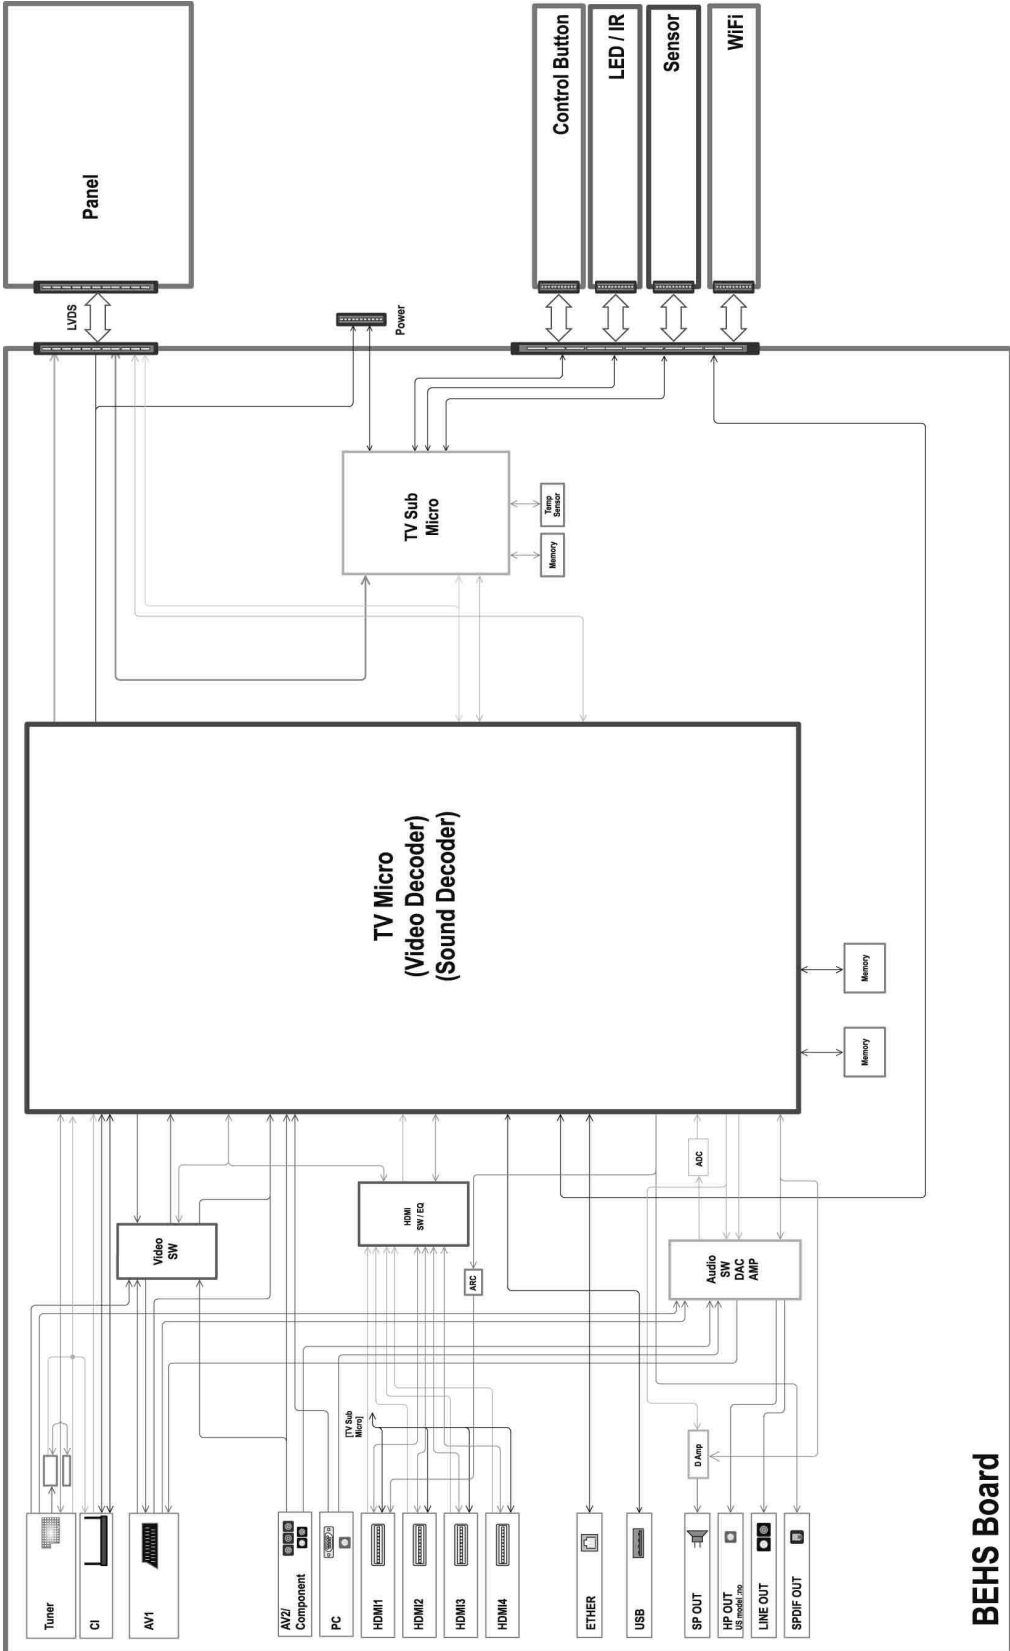 BEHS Board
Tuner
CI
AV1
AV2/
Component
PC
HDMI1
HDMI2
HDMI3
HDMI4
ETHER
USB
SP OUT
HP OUT
US model :no
LINE OUT
SPDIF OUT
[TV Sub
Micro]
D Amp
Video
SW
HDMI
SW / EQ
ARC
ADC
Audio
SW
DAC
AMP
TV Micro
(Video Decoder)
(Sound Decoder)
Memory
Memory
TV Sub
Micro
Memory
Temp
Sensor
Power
LVDS
Panel
Control Button
LED / IR
Sensor
WiFi